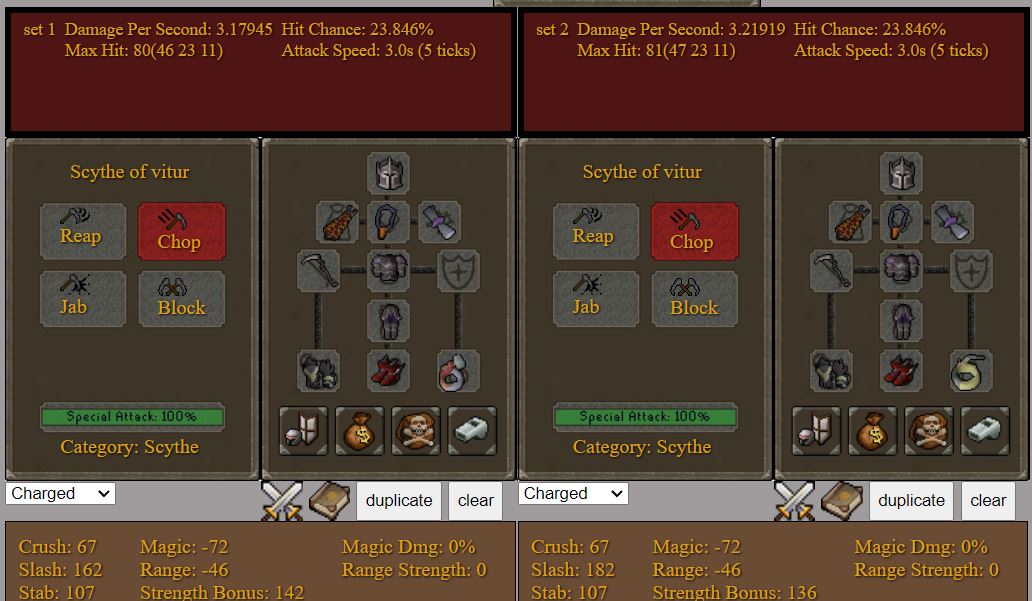 set 1 Damage Per Second: 3.17945 Hit Chance: 23.846%
Max Hit: 80(46 23 11) Attack Speed: 3.0s (5 ticks)
Scythe of vitur
Reap Chop
Jab Block
Special Attack: 100%
Category: Scythe
Charged duplicate clear
Crush: 67 Magic: -72 Magic Dmg: 0%
Slash: 162 Range: -46 Range Strength: 0
Stab: 107 Strength Bonus: 142
set 2 Damage Per Second: 3.21919 Hit Chance: 23.846%
Max Hit: 81(47 23 11) Attack Speed: 3.0s (5 ticks)
Scythe of vitur
Reap Chop
Jab Block
Special Attack: 100%
Category: Scythe
Charged duplicate clear
Crush: 67 Magic: -72 Magic Dmg: 0%
Slash: 182 Range: -46 Range Strength: 0
Stab: 107 Strength Bonus: 136